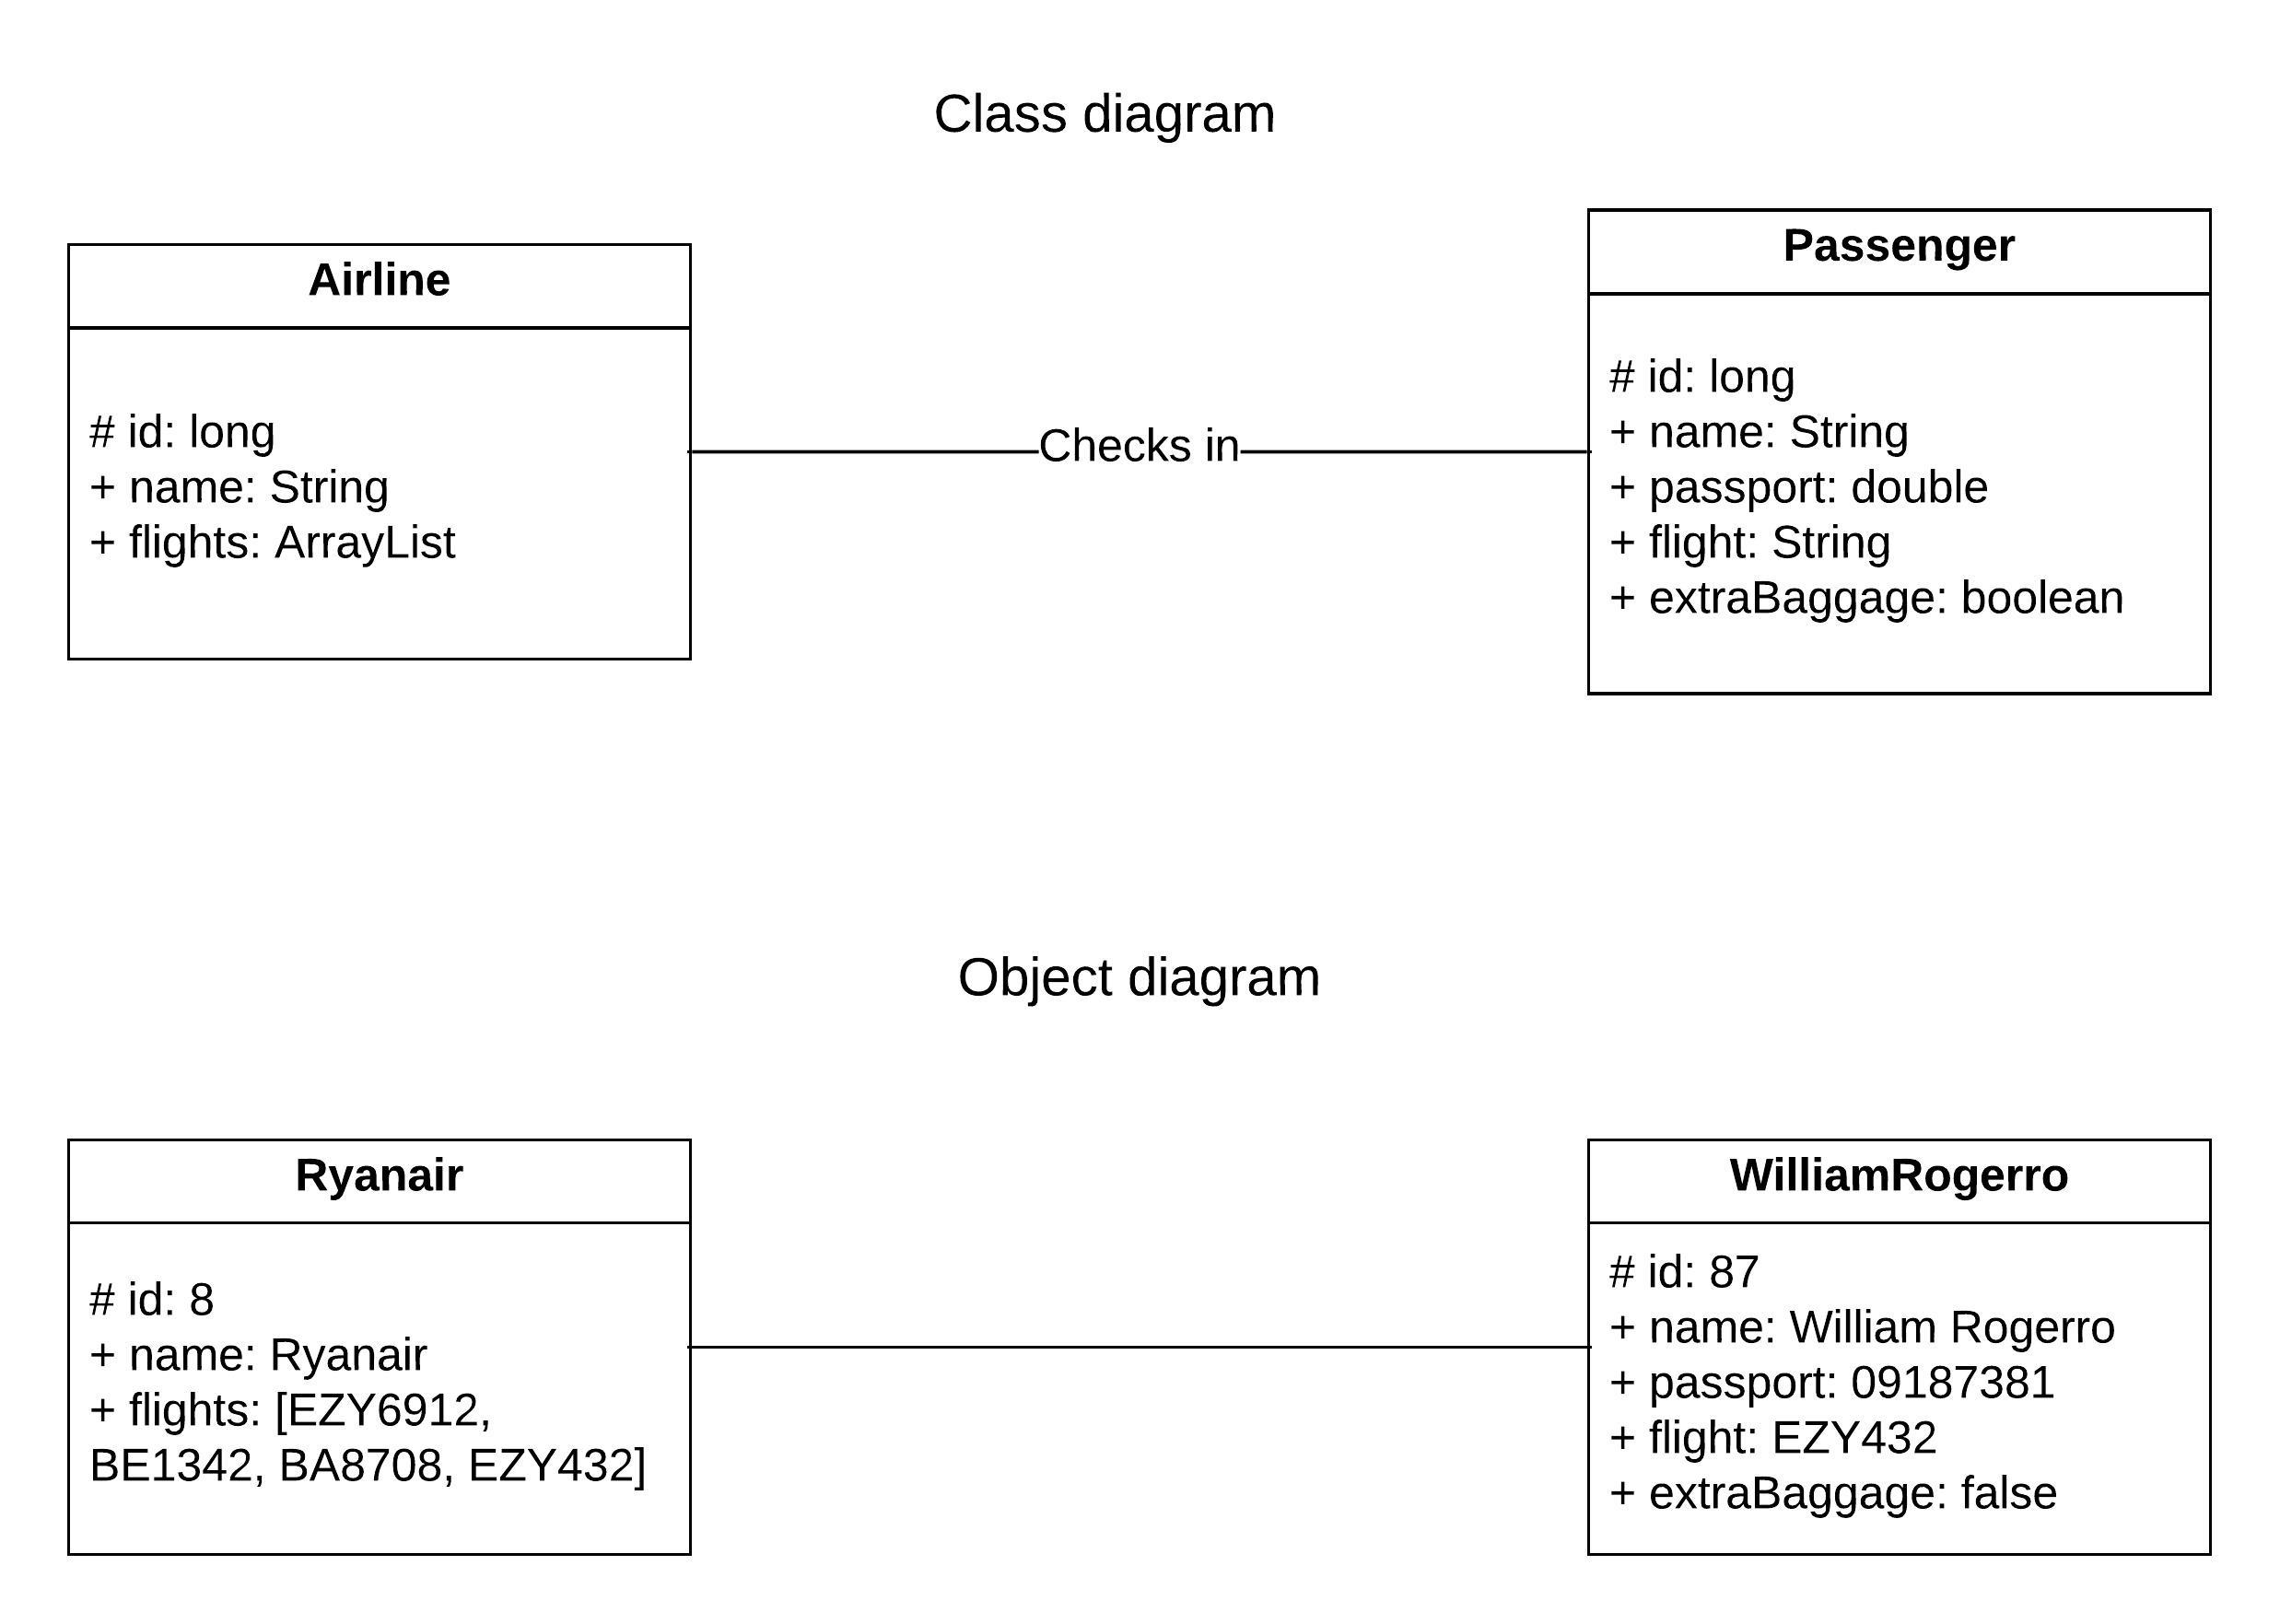 Class diagram
Airline
# id: long
+ name: String
+ flights: ArrayList
Checks in
Passenger
# id: long
+ name: String
+ passport: double
+ flight: String
+ extraBaggage: boolean
Object diagram
Ryanair
# id: 8
+ name: Ryanair
+ flights: [EZY6912,
BE1342, BA8708, EZY432]
WilliamRogerro
# id: 87
+ name: William Rogerro
+ passport: 09187381
+ flight: EZY432
+ extraBaggage: false